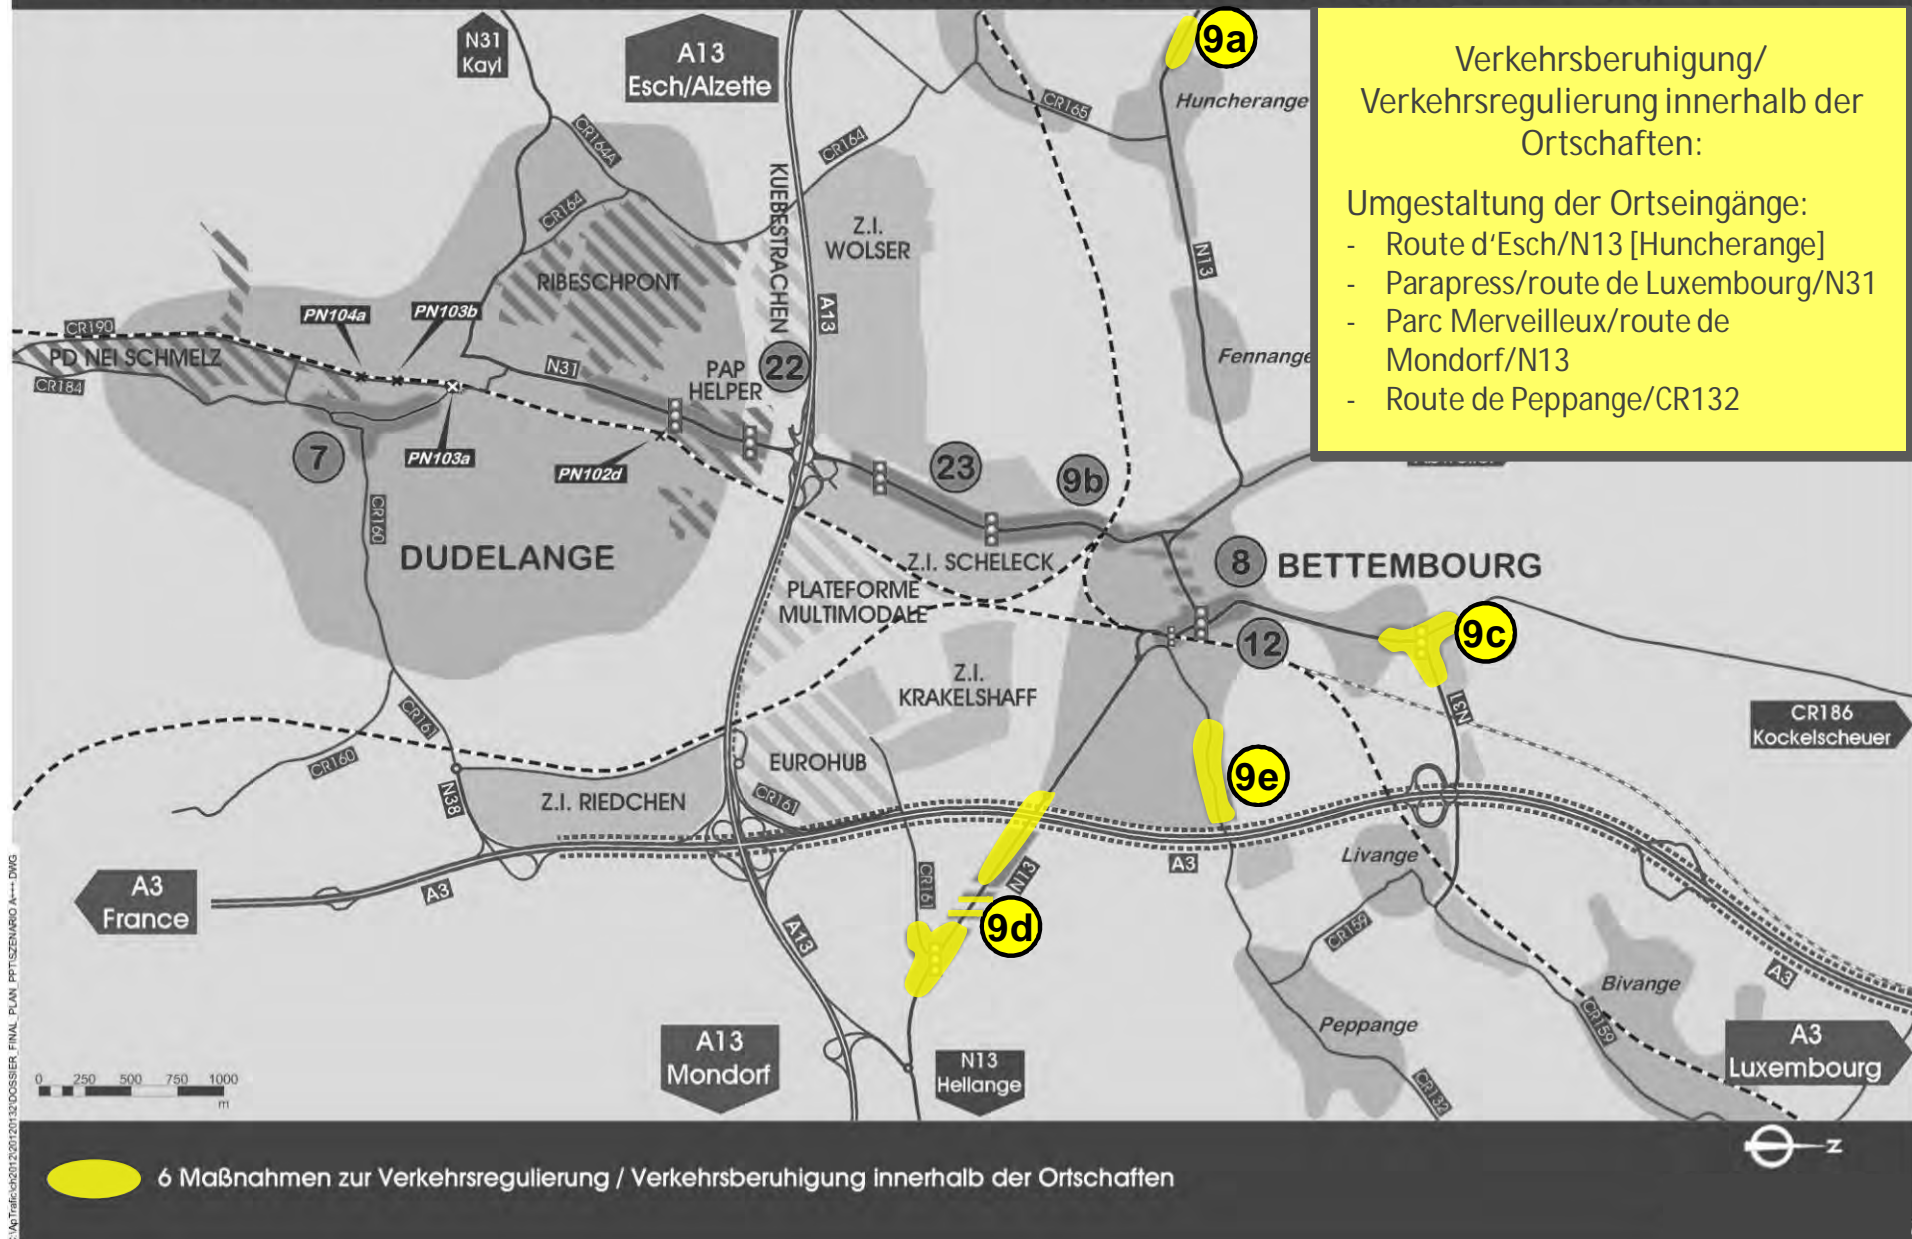 N31
Kayl
A13
Esch/Alzette
9a
Huncherange
Verkehrsberuhigung/
Verkehrsregulierung innerhalb der
Ortschaften:
Umgestaltung der Ortseingänge:
- Route d'Esch/N13 [Huncherange]
- Parapress/route de Luxembourg/N31
- Parc Merveilleux/route de
Mondorf/N13
- Route de Peppange/CR132
CR165
CR164A
CR164
CR164
KUEBESTRACHEN
Z.I.
WOLSER
N13
RIBESCHPONT
A13
PN104a
PN103b
CR190
PD NEI SCHMELZ
CR184
N31
PAP
HELPER
22
Fennange
7
PN103a
PN102d
23
9b
CR160
DUDELANGE
Z.I. SCHELECK
8
BETTEMBOURG
PLATEFORME
MULTIMODALE
12
9c
Z.I.
KRAKELSHAFF
N31
CR186
Kockelscheuer
CR161
CR160
EUROHUB
9e
N38
Z.I. RIEDCHEN
CR161
A3
France
A3
CR161
N13
A3
Livange
9d
A13
CR159
A3
Bivange
Peppange
CR159
A13
Mondorf
N13
Hellange
CR132
A3
Luxembourg
0 250 500 750 1000
m
Z
6 Maßnahmen zur Verkehrsregulierung / Verkehrsberuhigung innerhalb der Ortschaften